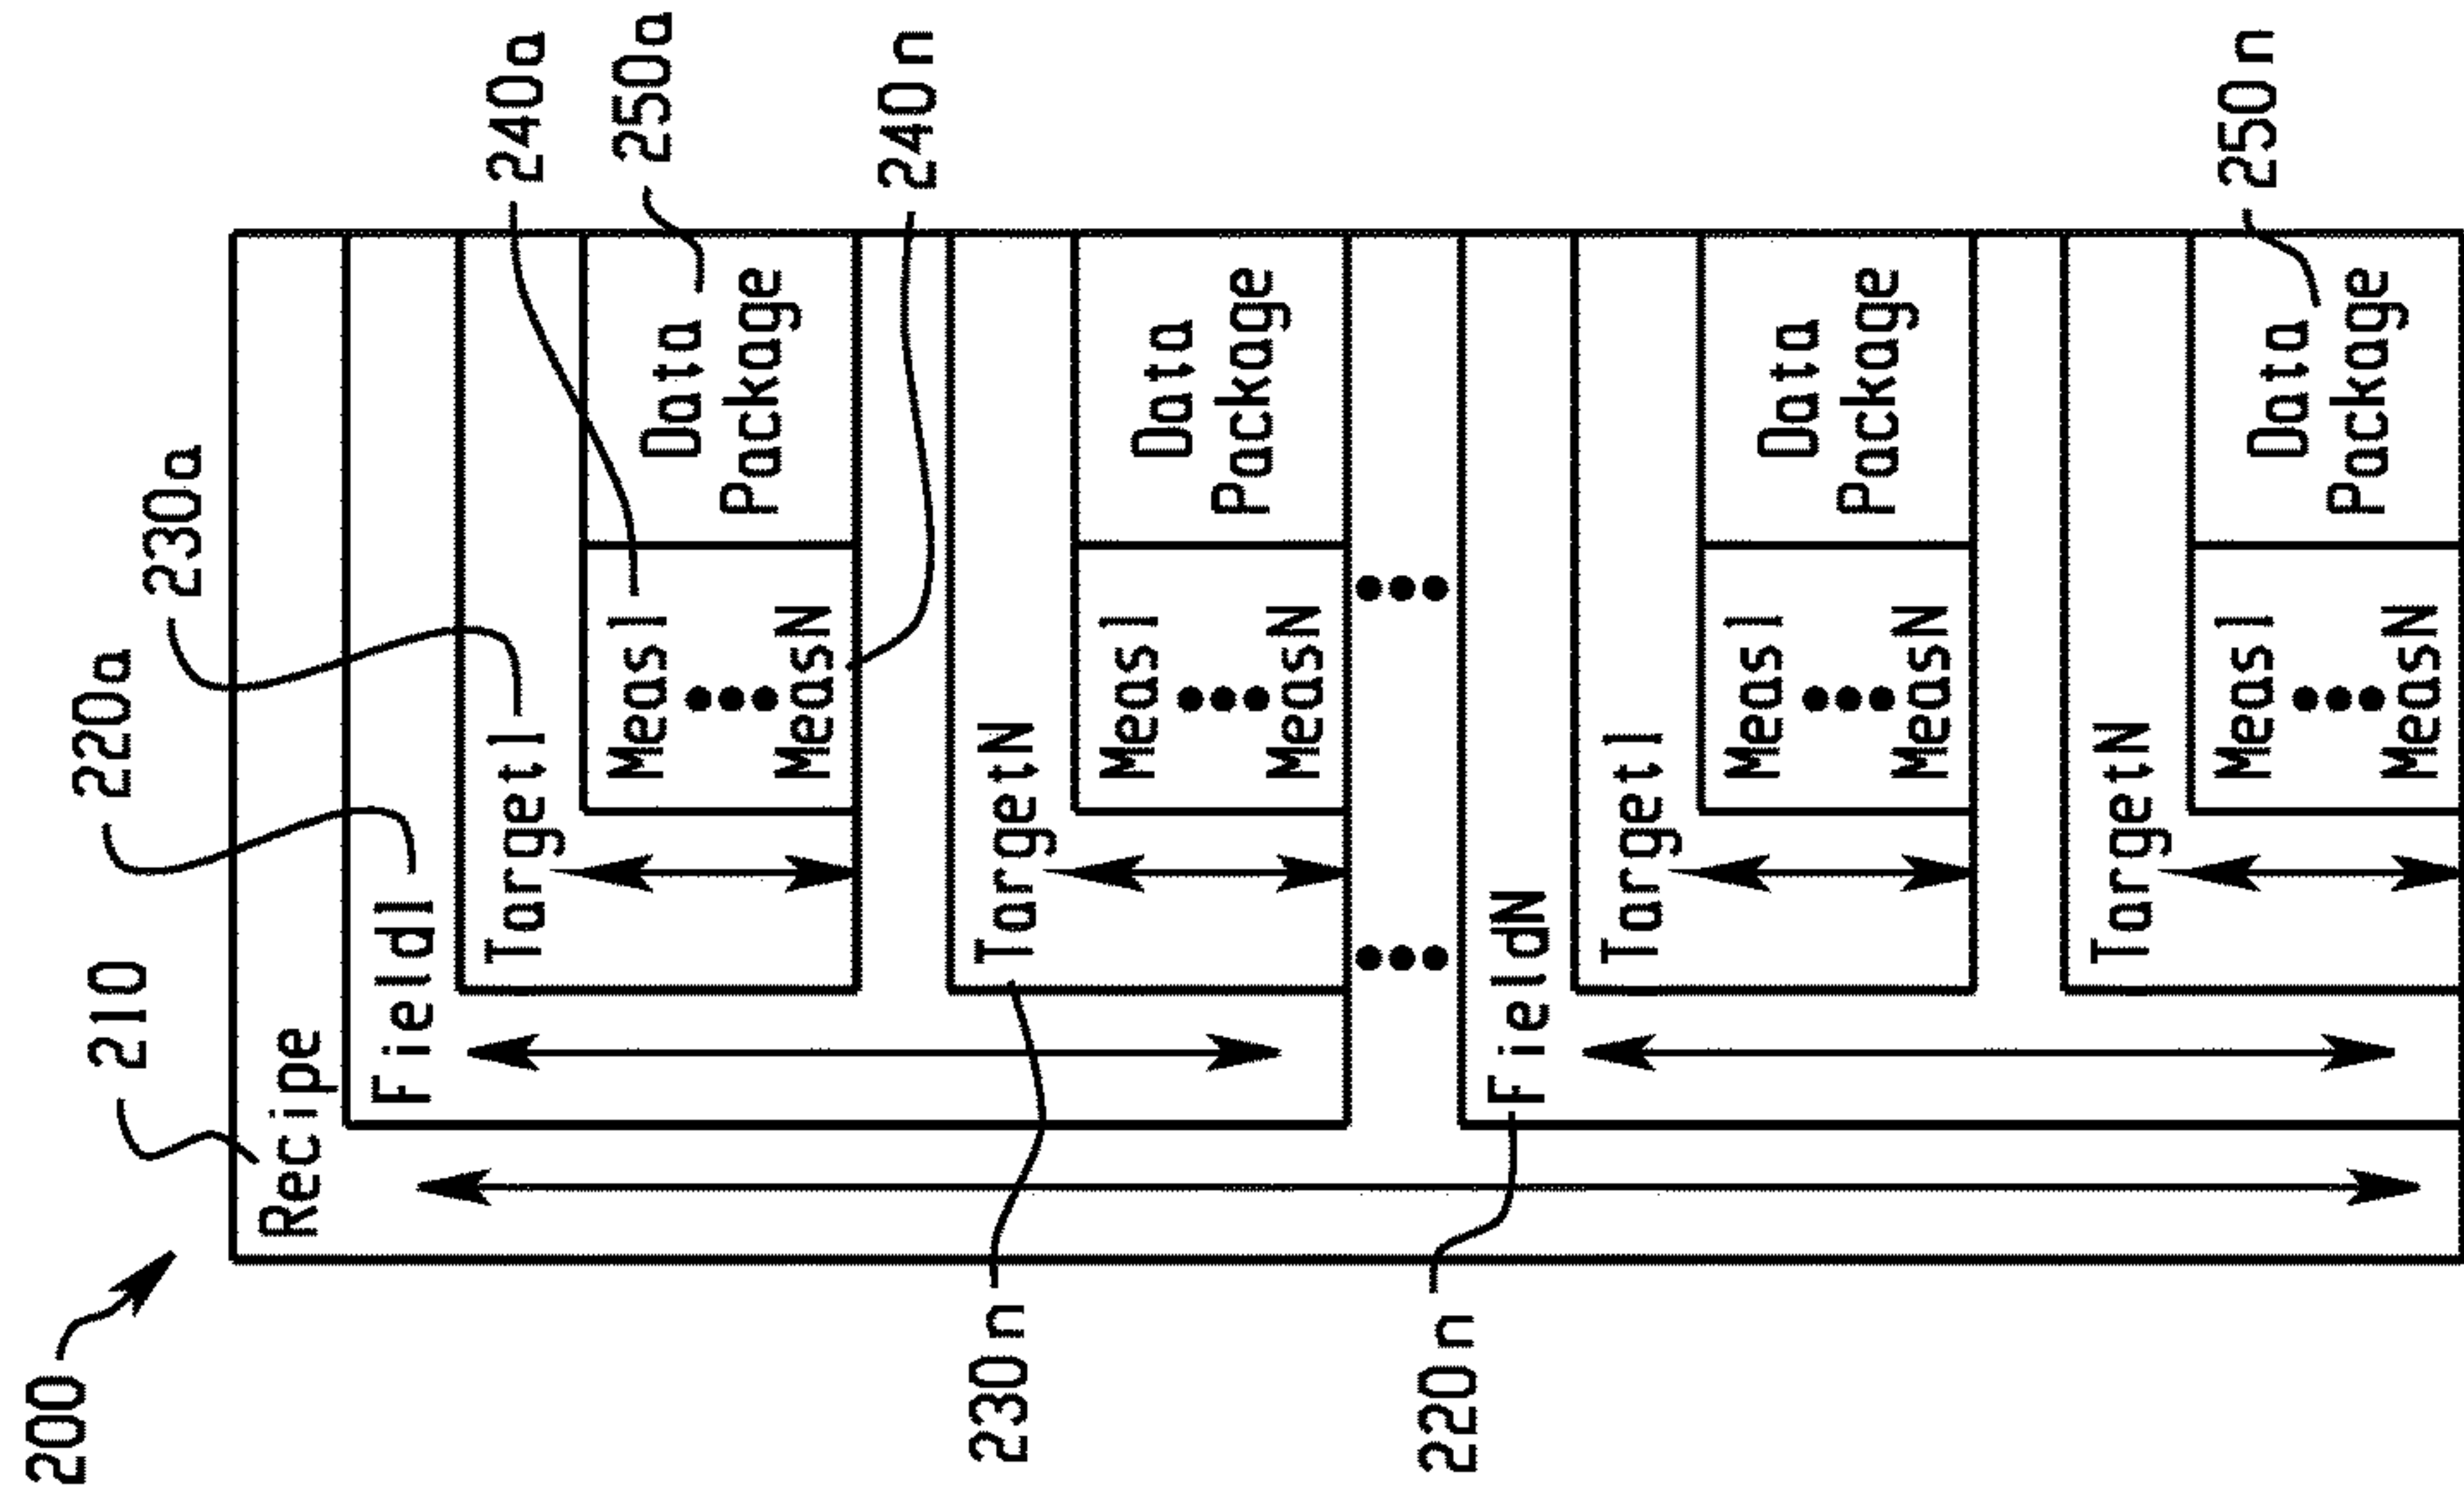 200
210
220a
230a
Recipe
Field1
Target1
240a
Meas1
MeasN
Data
Package
250a
240n
230n
TargetN
Meas1
MeasN
Data
Package
220n
FieldN
Target1
Meas1
MeasN
Data
Package
TargetN
Meas1
MeasN
Data
Package
250n